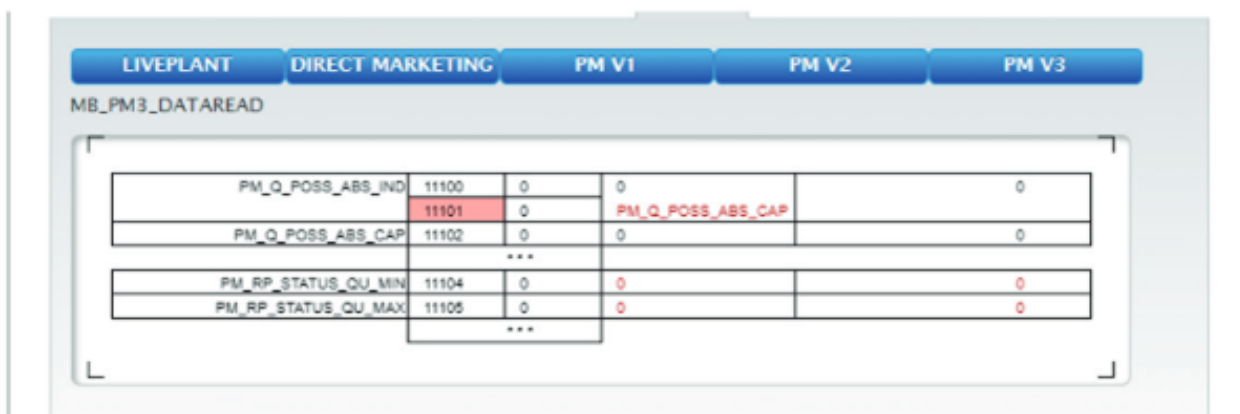 LIVEPLANT DIRECT MARKETING PM V1 PM V2 PM V3
MB_PM3_DATAREAD
PM_Q_POSS_ABS_IND 11100 0 0 0
11101 0 PM_Q_POSS_ABS_CAP
PM_Q_POSS_ABS_CAP 11102 0 0 0
***
PM_RP_STATUS_QU_MIN 11104 0 0 0
PM_RP_STATUS_QU_MAX 11105 0 0 0
***